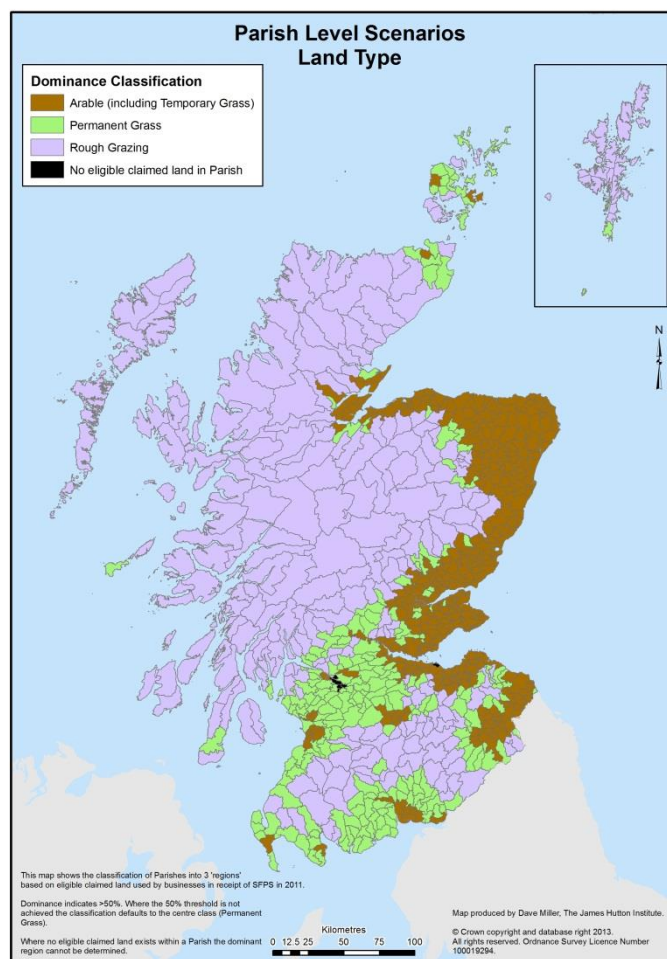 Parish Level Scenarios
Land Type
Dominance Classification
Arable (including Temporary Grass)
Permanent Grass
Rough Grazing
No eligible claimed land in Parish
N
This map shows the classification of Parishes into 3 'regions'
based on eligible claimed land used by businesses in receipt of SFPS in 2011.
Dominance indicates >50%. Where the 50% threshold is not
achieved the classification defaults to the centre class (Permanent
Grass).
Where no eligible claimed land exists within a Parish the dominant
region cannot be determined.
Kilometres
0 12.5 25 50 75 100
Map produced by Dave Miller, The James Hutton Institute.
© Crown copyright and database right 2013.
All rights reserved. Ordnance Survey Licence Number
100019294.